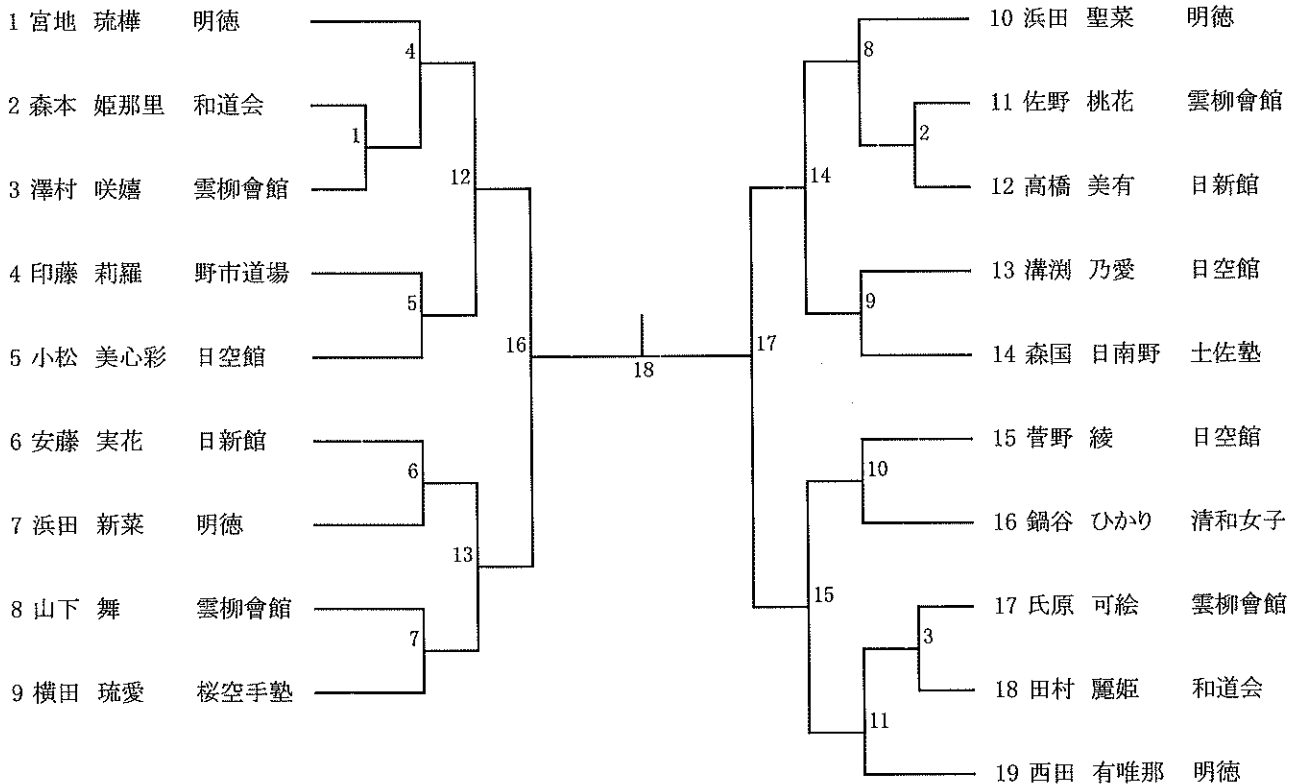 1 宮地 琉樺 明徳
2 森本 姫那里 和道会
3 澤村 咲嬉 雲柳會館
4 印藤 莉羅 野市道場
5 小松 美心彩 日空館
6 安藤 実花 日新館
7 浜田 新菜 明徳
8 山下 舞 雲柳會館
9 横田 琉愛 桜空手塾
4
1
12
5
16
6
13
7
18
17
14
8
2
9
10
15
3
11
10 浜田 聖菜 明徳
11 佐野 桃花 雲柳會館
12 高橋 美有 日新館
13 溝渕 乃愛 日空館
14 森国 日南野 土佐塾
15 菅野 綾 日空館
16 鍋谷 ひかり 清和女子
17 氏原 可絵 雲柳會館
18 田村 麗姫 和道会
19 西田 有唯那 明徳